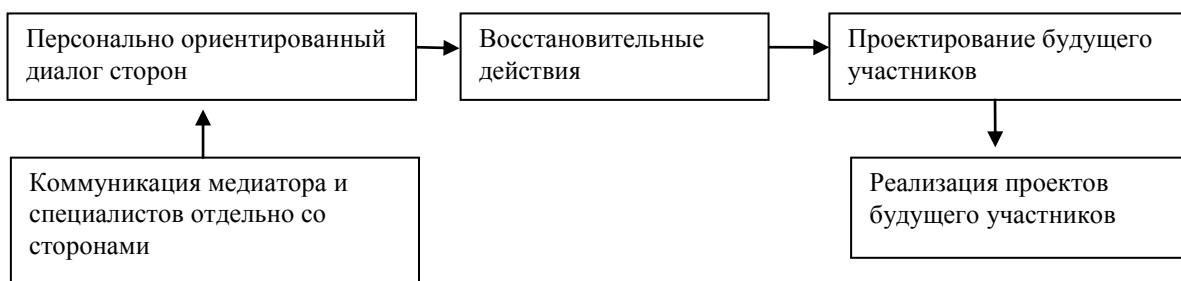 Персонально ориентированный
диалог сторон
Восстановительные
действия
Проектирование будущего
участников
Коммуникация медиатора и
специалистов отдельно со
сторонами
Реализация проектов
будущего участников